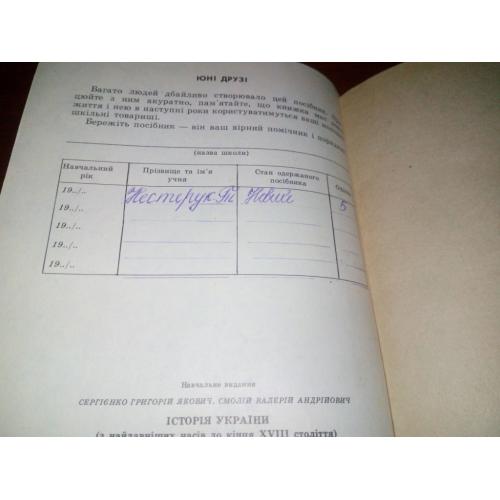 ЮНІ ДРУЗІ
Багато людей дбайливо створювало цей посібник.
цюйте з ним акуратно, пам'ятайте, що книжка має
життя і нею в наступні роки користуватимуться ваші
шкільні товариші.
Бережіть посібник — він ваш вірний помічник і
(назва школи)
Навчальний рік
Прізвище та ім'я учня
Стан одержаного посібника
19../..
Нестерук Новий 5
19../..
19../..
19../..
19../..
Навчальне видання
СЕРГІЄНКО ГРИГОРІЙ ЯКОВИЧ, СМОЛІЙ ВАЛЕРІЙ АНДРІЙОВИЧ
ІСТОРІЯ УКРАЇНИ
(з найдавніших часів до кінця XVIII століття)